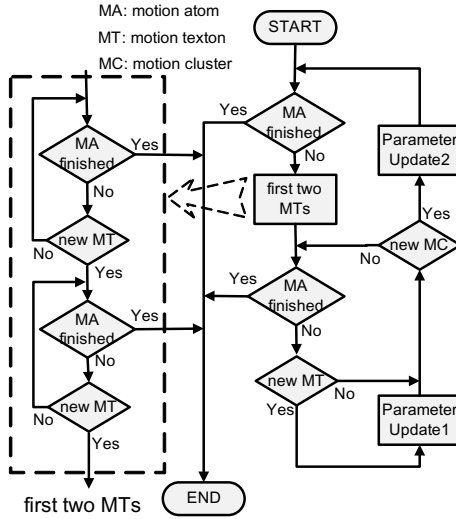 MA: motion atom
MT: motion texton
MC: motion cluster
START
MA
finished
Yes
No
new MT
No
Yes
MA
finished
Yes
No
new MT
No
Yes
first two MTs
Yes
MA
finished
No
first two
MTs
Yes
MA
finished
No
new MT
No
Yes
END
Parameter
Update2
Yes
new MC
No
Parameter
Update1